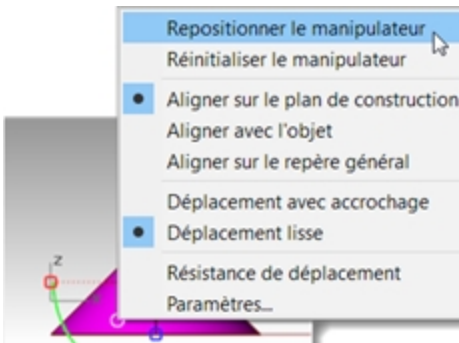 Repositionner le manipulateur
Réinitialiser le manipulateur
Aligner sur le plan de construction
Aligner avec l'objet
Aligner sur le repère général
Déplacement avec accrochage
Déplacement lisse
Résistance de déplacement
Paramètres...
z